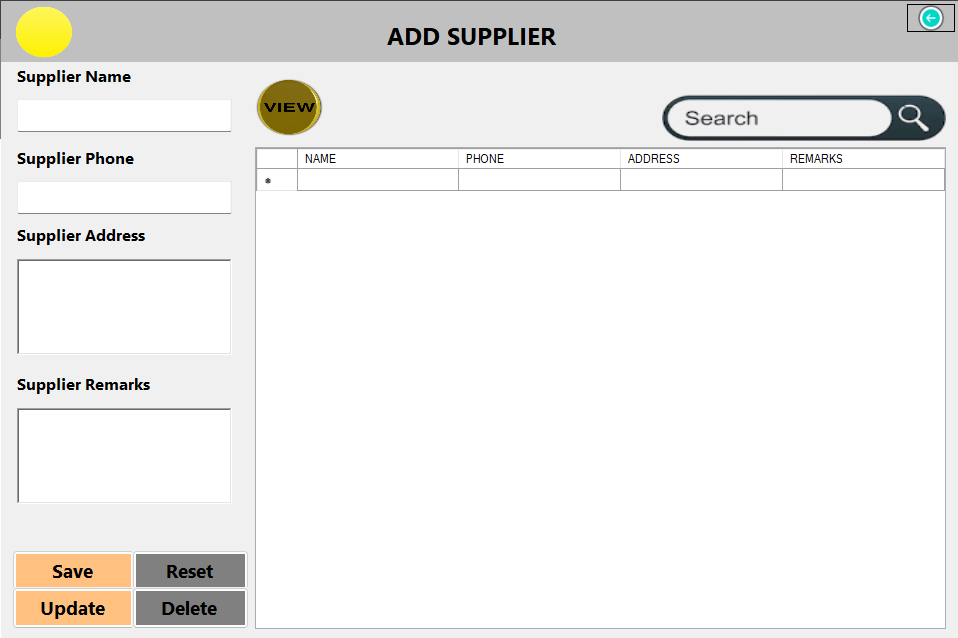 ADD SUPPLIER
Supplier Name
VIEW
Search
Supplier Phone
NAME PHONE ADDRESS REMARKS
Supplier Address
Supplier Remarks
Save Reset
Update Delete